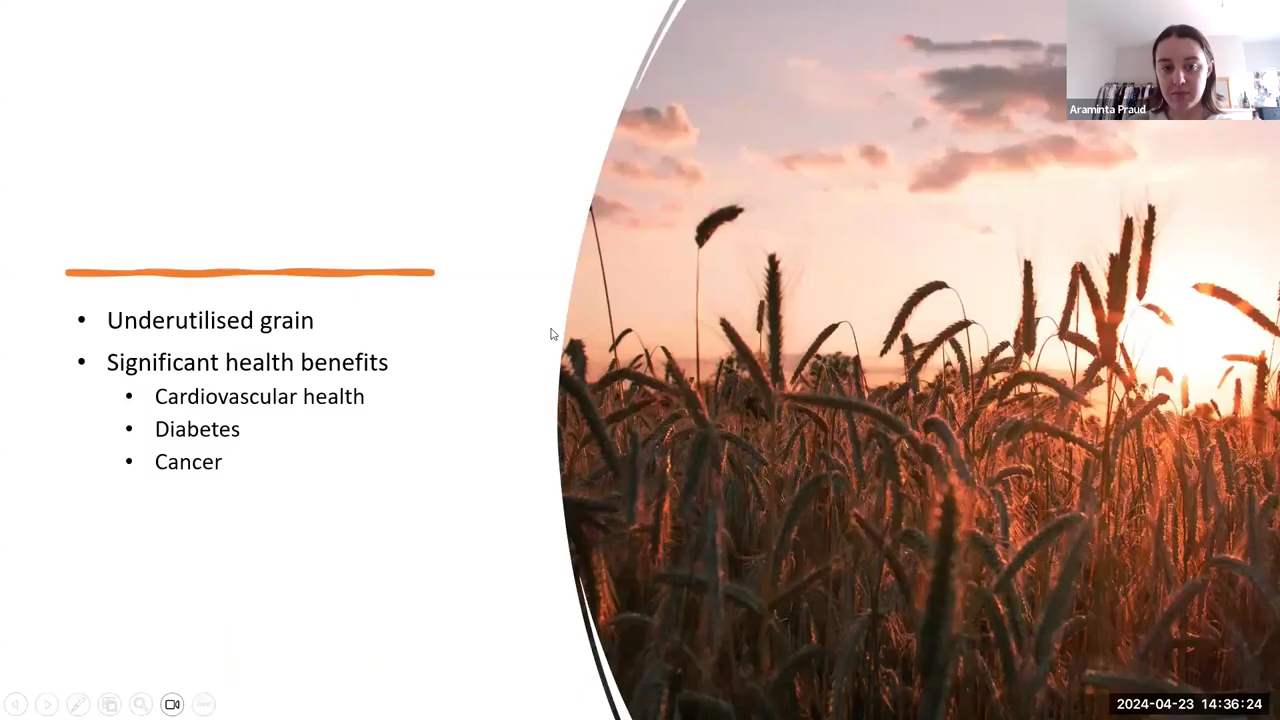 Araminta Praud
Underutilised grain
Significant health benefits
Cardiovascular health
Diabetes
Cancer
2024-04-23 14:36:24